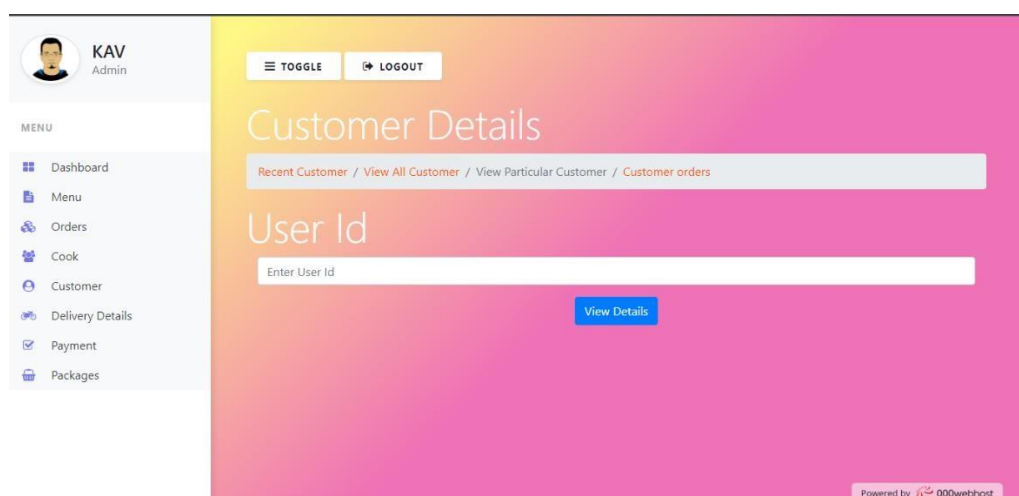 KAV
Admin
MENU
Dashboard
Menu
Orders
Cook
Customer
Delivery Details
Payment
Packages
TOGGLE
LOGOUT
Customer Details
Recent Customer / View All Customer / View Particular Customer / Customer orders
User Id
Enter User Id
View Details
Powered by 000webhost